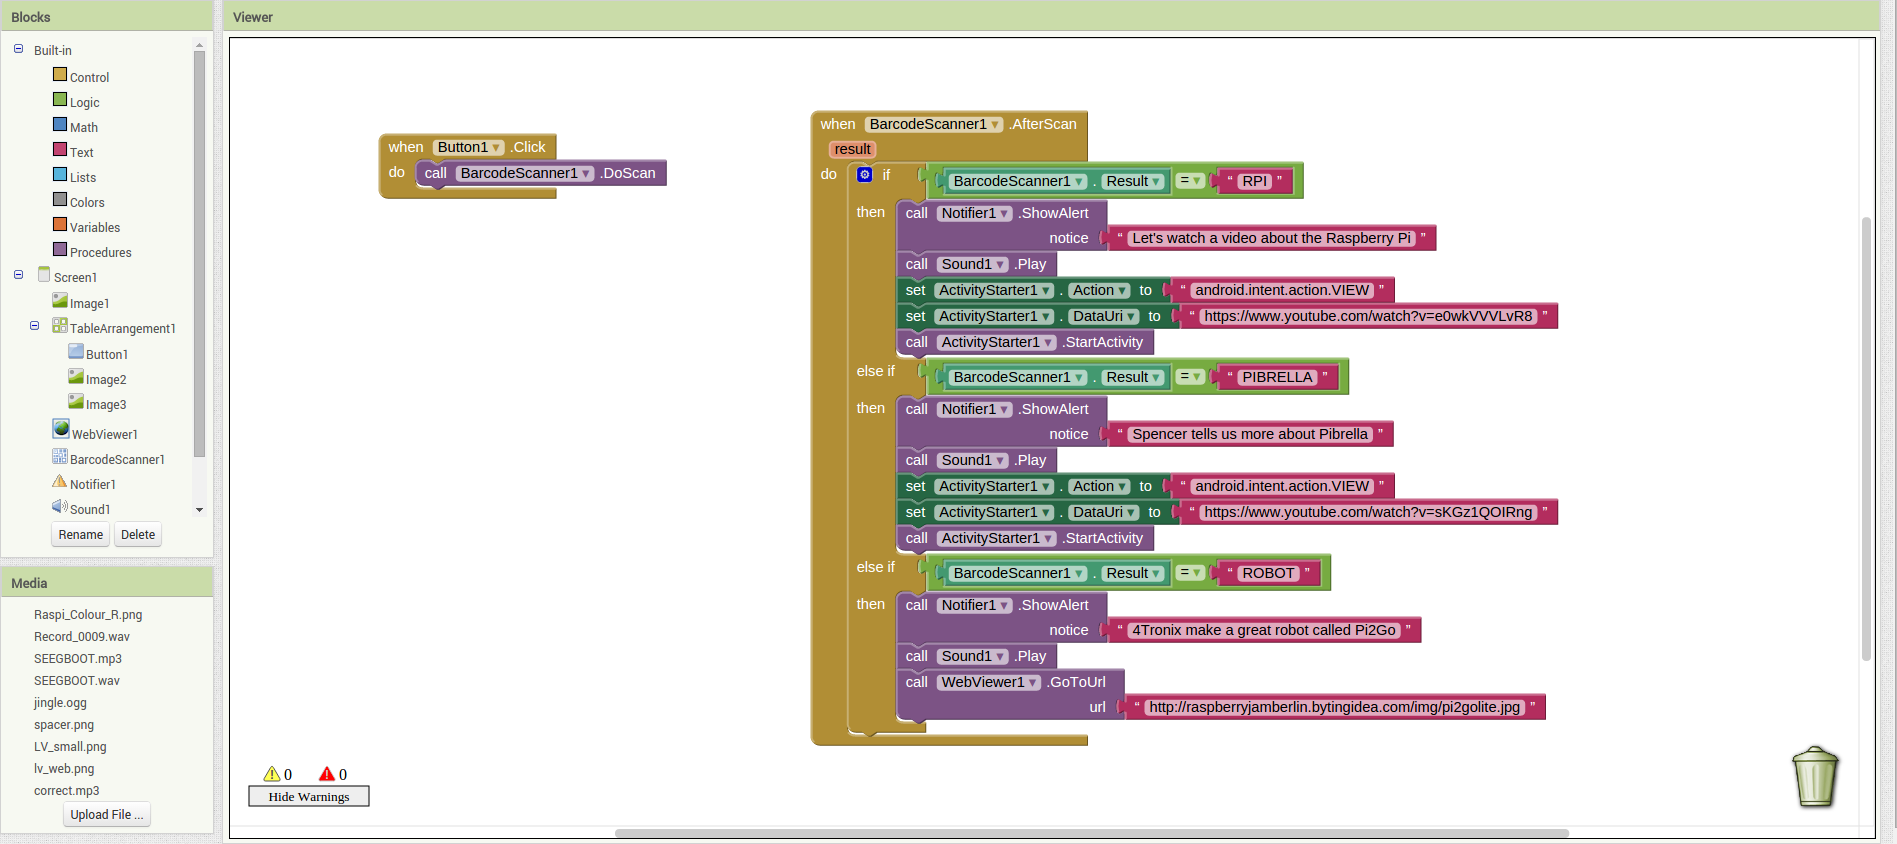 Blocks
Built-in
Control
Logic
Math
Text
Lists
Colors
Variables
Procedures
Screen1
Image1
TableArrangement1
Button1
Image2
Image3
WebViewer1
BarcodeScanner1
Notifier1
Sound1
Rename Delete
Media
Raspi_Colour_R.png
Record_0009.wav
SEEGBOOT.mp3
SEEGBOOT.wav
jingle.ogg
spacer.png
LV_small.png
lv_web.png
correct.mp3
Upload File ...
Viewer
when Button1 .Click
do call BarcodeScanner1 .DoScan
when BarcodeScanner1 .AfterScan
result
do if BarcodeScanner1 . Result = “ RPI ”
then call Notifier1 .ShowAlert
notice “ Let's watch a video about the Raspberry Pi ”
call Sound1 .Play
set ActivityStarter1 . Action to “ android.intent.action.VIEW ”
set ActivityStarter1 . DataUri to “ https://www.youtube.com/watch?v=e0wkVVVLvR8 ”
call ActivityStarter1 .StartActivity
else if BarcodeScanner1 . Result = “ PIBRELLA ”
then call Notifier1 .ShowAlert
notice “ Spencer tells us more about Pibrella ”
call Sound1 .Play
set ActivityStarter1 . Action to “ android.intent.action.VIEW ”
set ActivityStarter1 . DataUri to “ https://www.youtube.com/watch?v=sKGz1QOIRng ”
call ActivityStarter1 .StartActivity
else if BarcodeScanner1 . Result = “ ROBOT ”
then call Notifier1 .ShowAlert
notice “ 4Tronix make a great robot called Pi2Go ”
call Sound1 .Play
call WebViewer1 .GoToUrl
url “ http://raspberryjamberlin.bytingidea.com/img/pi2golite.jpg ”
0 0
Hide Warnings